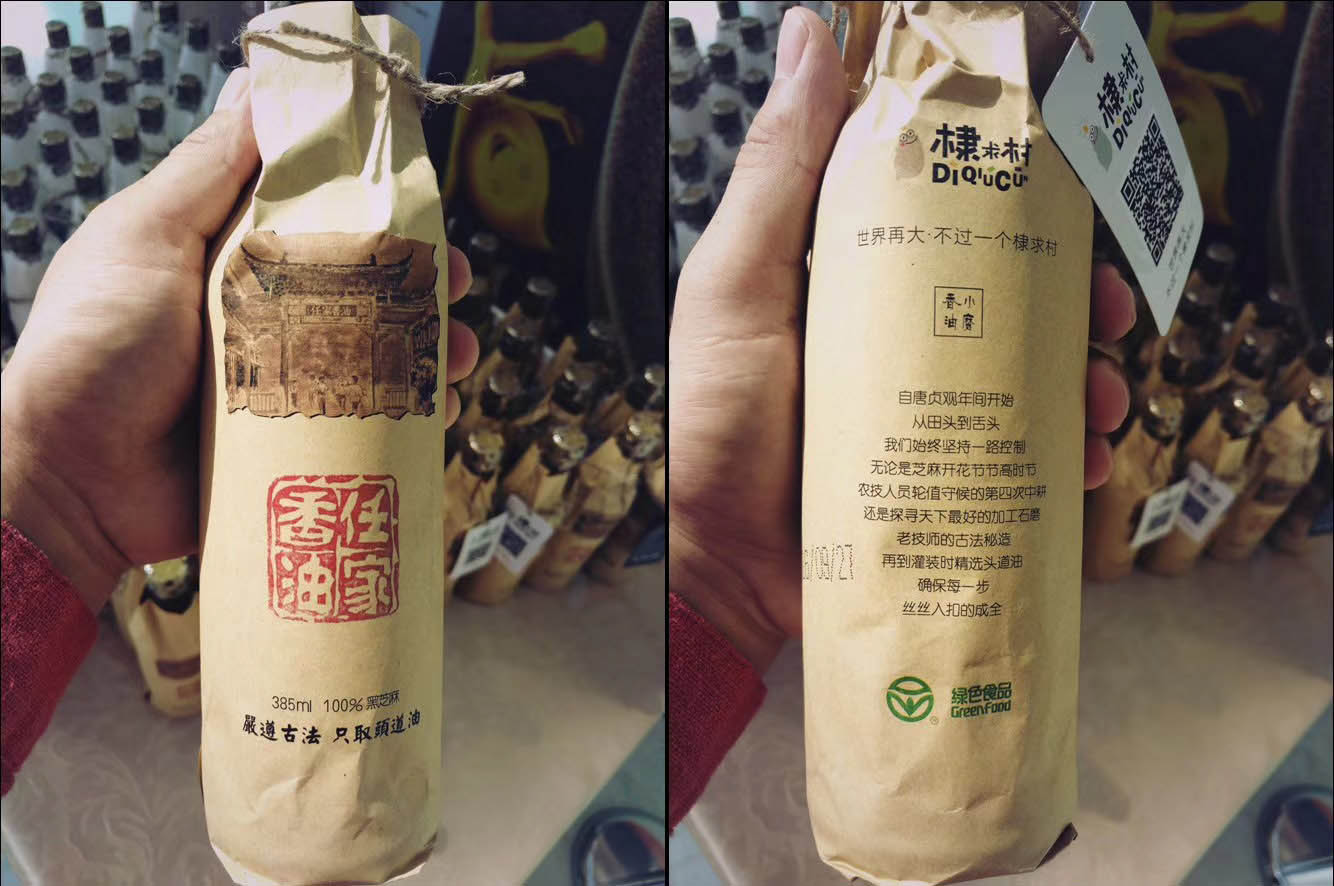 任家香油
385ml 100%黑芝麻
嚴遵古法 只取頭道油
棣求村
DiQiuCūn
世界再大·不过一个棣求村
小磨
香油
自唐贞观年间开始
从田头到舌头
我们始终坚持一路控制
无论是芝麻开花节节高时节
农技人员轮值守候的第四次中耕
还是探寻天下最好的加工石磨
老技师的古法秘造
再到灌装时精选头道油
确保每一步
丝丝入扣的成全
/09/27
绿色食品
Greenfood
棣求村
DiQiuCū